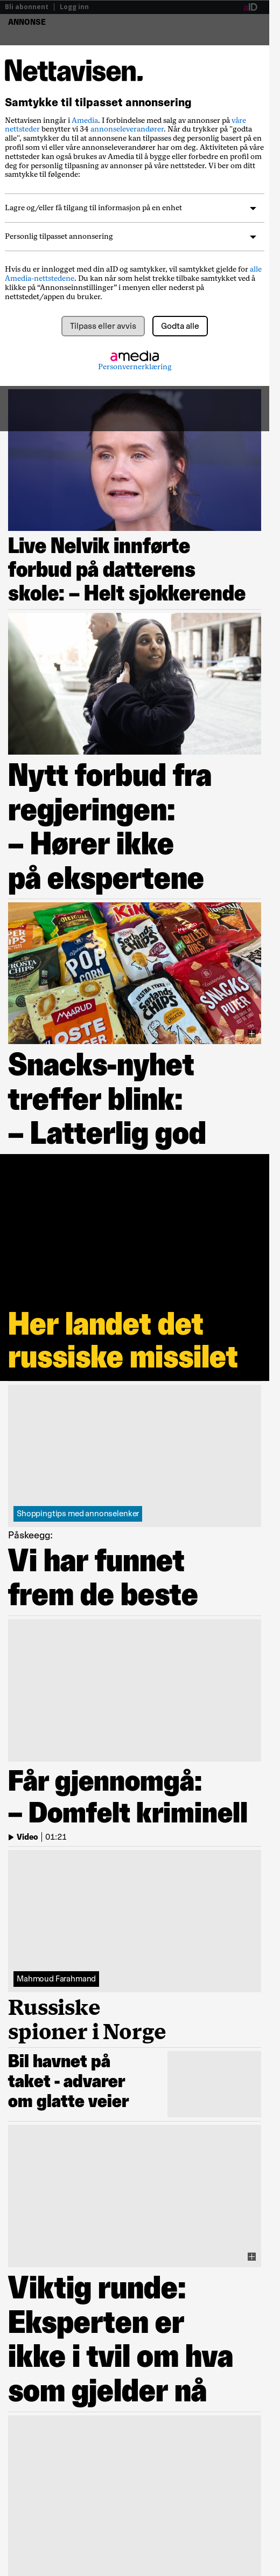 Bli abonnent | Logg inn
aID
ANNONSE
Nettavisen.
Samtykke til tilpasset annonsering
Nettavisen inngår i Amedia. I forbindelse med salg av annonser på våre
nettsteder benytter vi 34 annonseleverandører. Når du trykker på "godta
alle", samtykker du til at annonsene kan tilpasses deg personlig, basert på en
profil som vi eller våre annonseleverandører har om deg. Aktiviteten på våre
nettsteder kan også brukes av Amedia til å bygge eller forbedre en profil om
deg for personlig tilpasning av annonser på våre nettsteder. Vi ber om ditt
samtykke til følgende:
Lagre og/eller få tilgang til informasjon på en enhet
Personlig tilpasset annonsering
Hvis du er innlogget med din aID og samtykker, vil samtykket gjelde for alle
Amedia-nettstedene. Du kan når som helst trekke tilbake samtykket ved å
klikke på “Annonseinnstillinger” i menyen eller nederst på
nettstedet/appen du bruker.
Tilpass eller avvis
Godta alle
amedia
Personvernerklæring
Live Nelvik innførte
forbud på datterens
skole: – Helt sjokkerende
Nytt forbud fra
regjeringen:
– Hører ikke
på ekspertene
POP
CORN
MAARUD
OSTE
SNACKS
PUFER
Snacks-nyhet
treffer blink:
– Latterlig god
Her landet det
russiske missilet
Shoppingtips med annonselenker
Påskeegg:
Vi har funnet
frem de beste
Får gjennomgå:
– Domfelt kriminell
Video | 01:21
Mahmoud Farahmand
Russiske
spioner i Norge
Bil havnet på
taket - advarer
om glatte veier
Viktig runde:
Eksperten er
ikke i tvil om hva
som gjelder nå